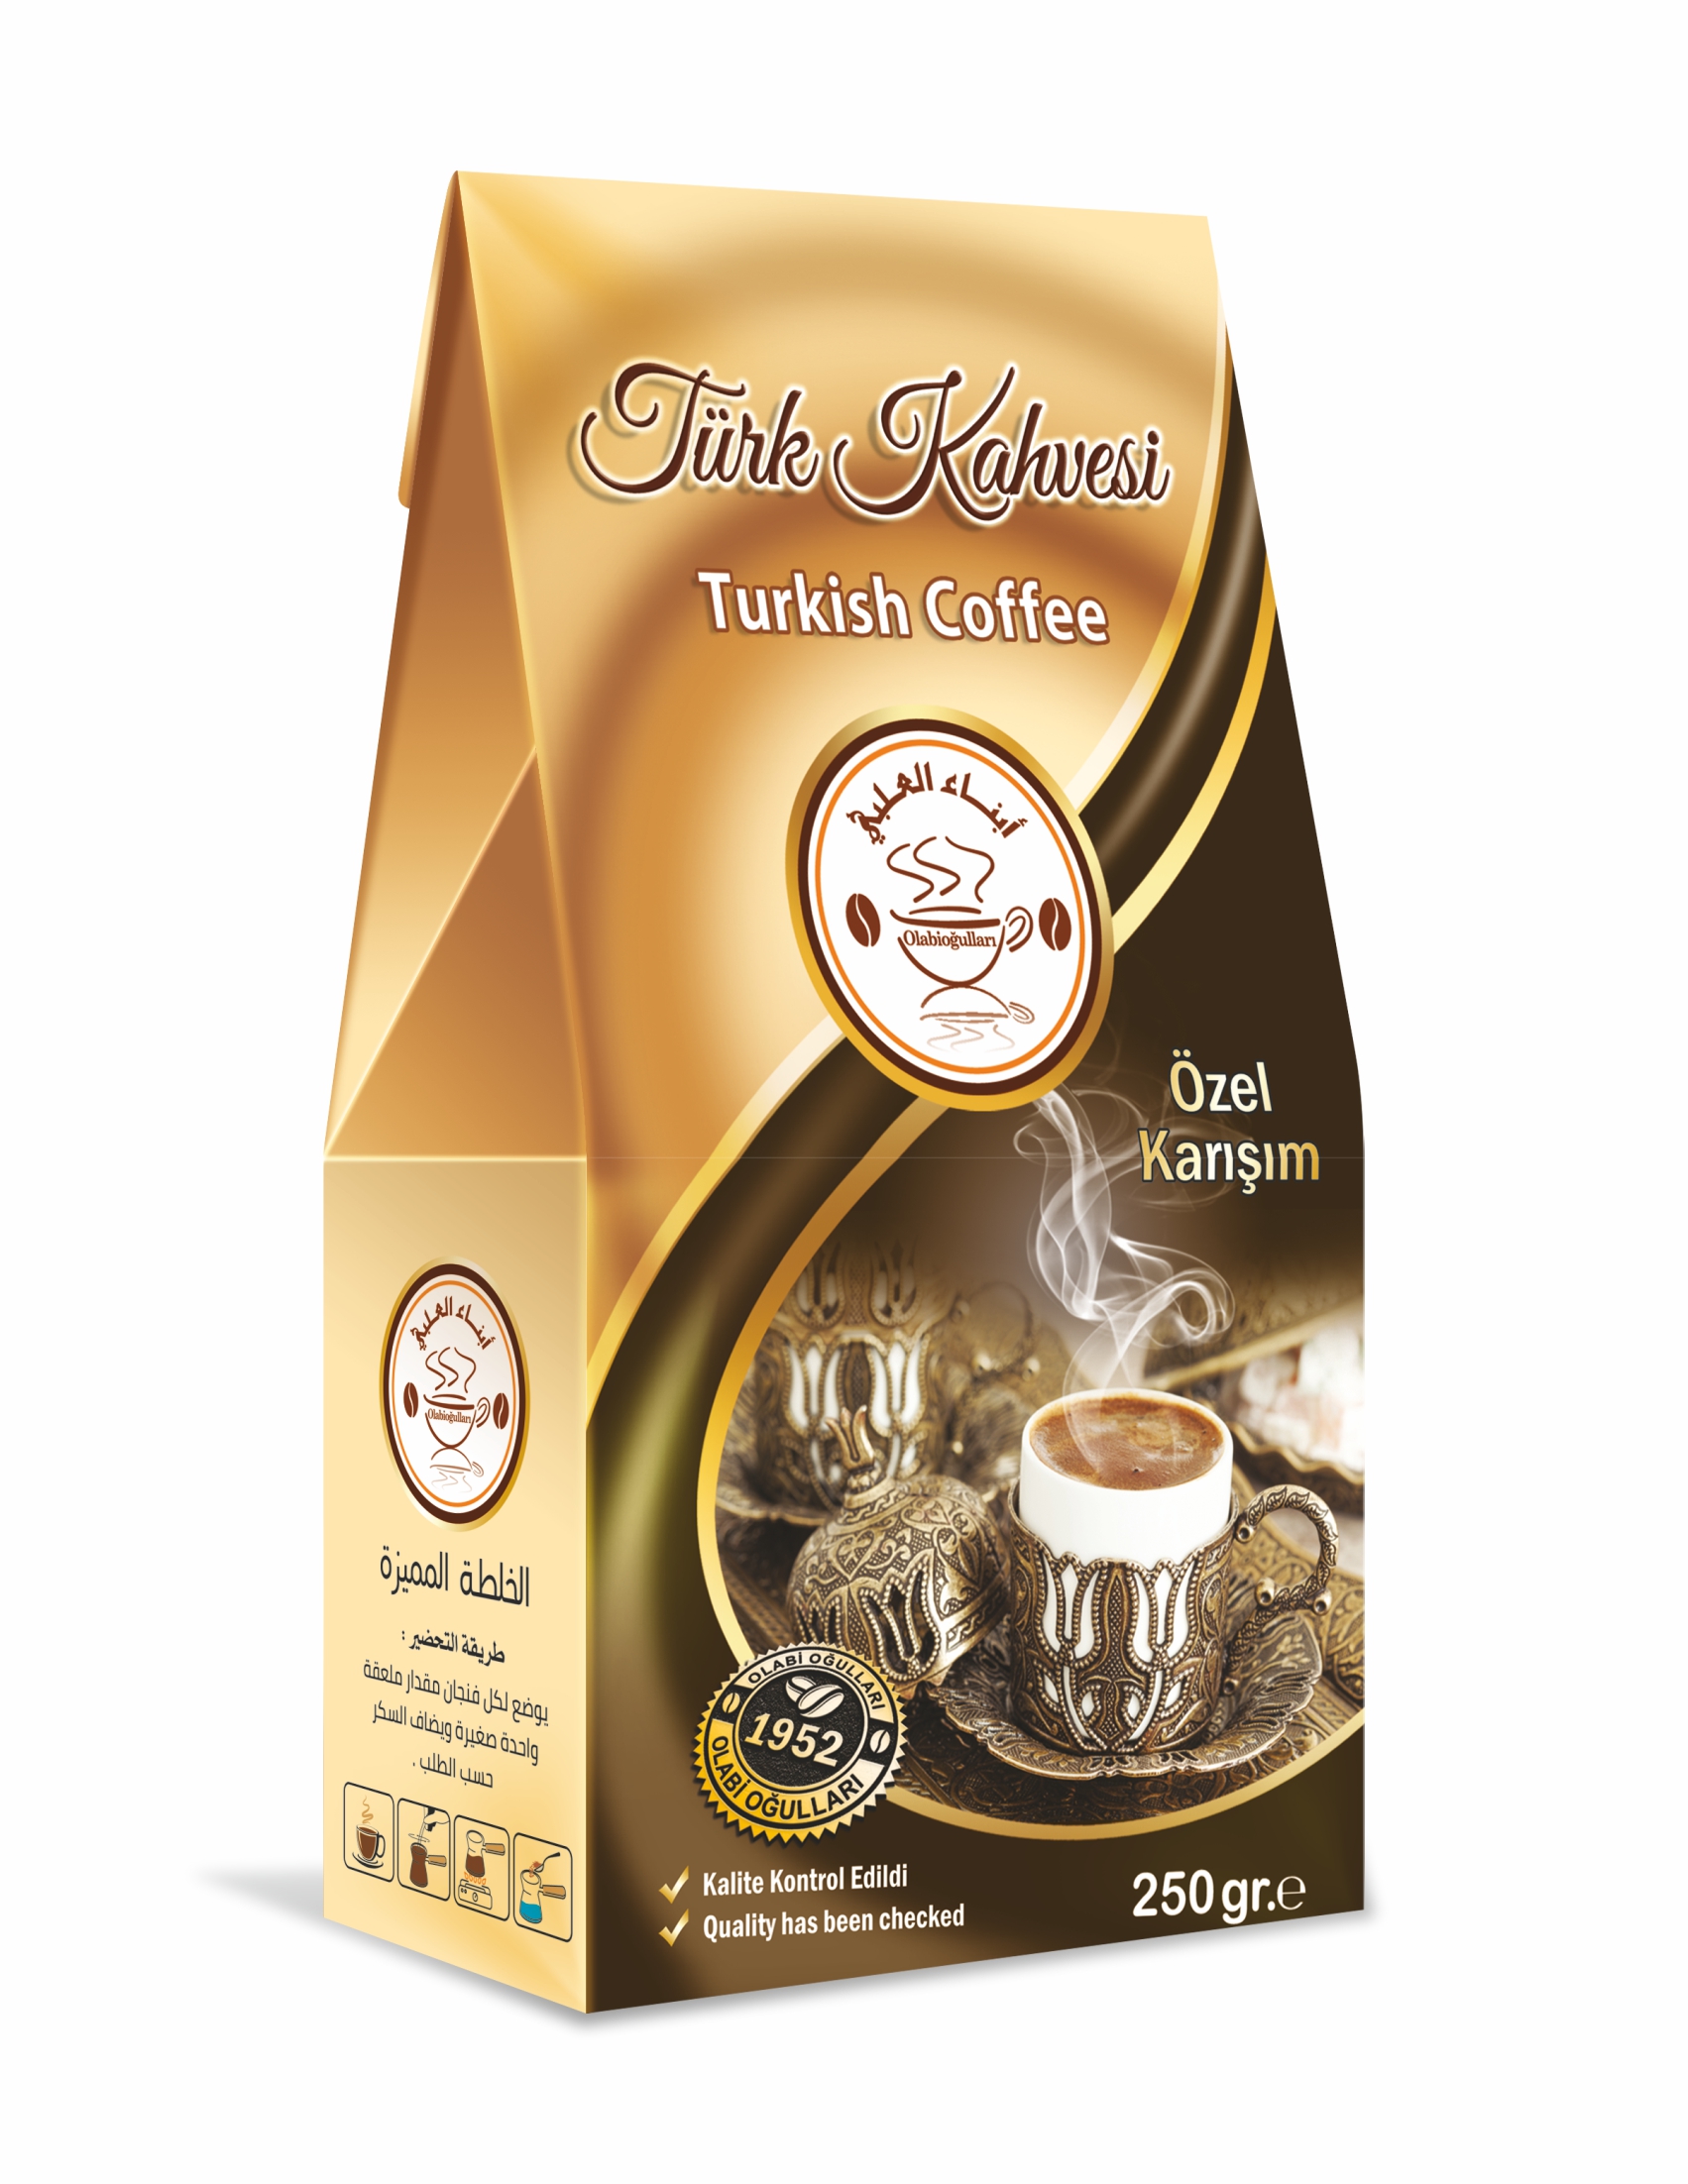 Türk Kahvesi
Turkish Coffee
أبناء العلبي
Olabioğulları
Özel
Karışım
OLABİ OĞULLARI
1952
OLABİ OĞULLARI
Kalite Kontrol Edildi
Quality has been checked
250 gr.e
أبناء العلبي
Olabioğulları
الخلطة المميزة
طريقة التحضير :
يوضع لكل فنجان مقدار ملعقة
واحدة صغيرة ويضاف السكر
حسب الطلب .